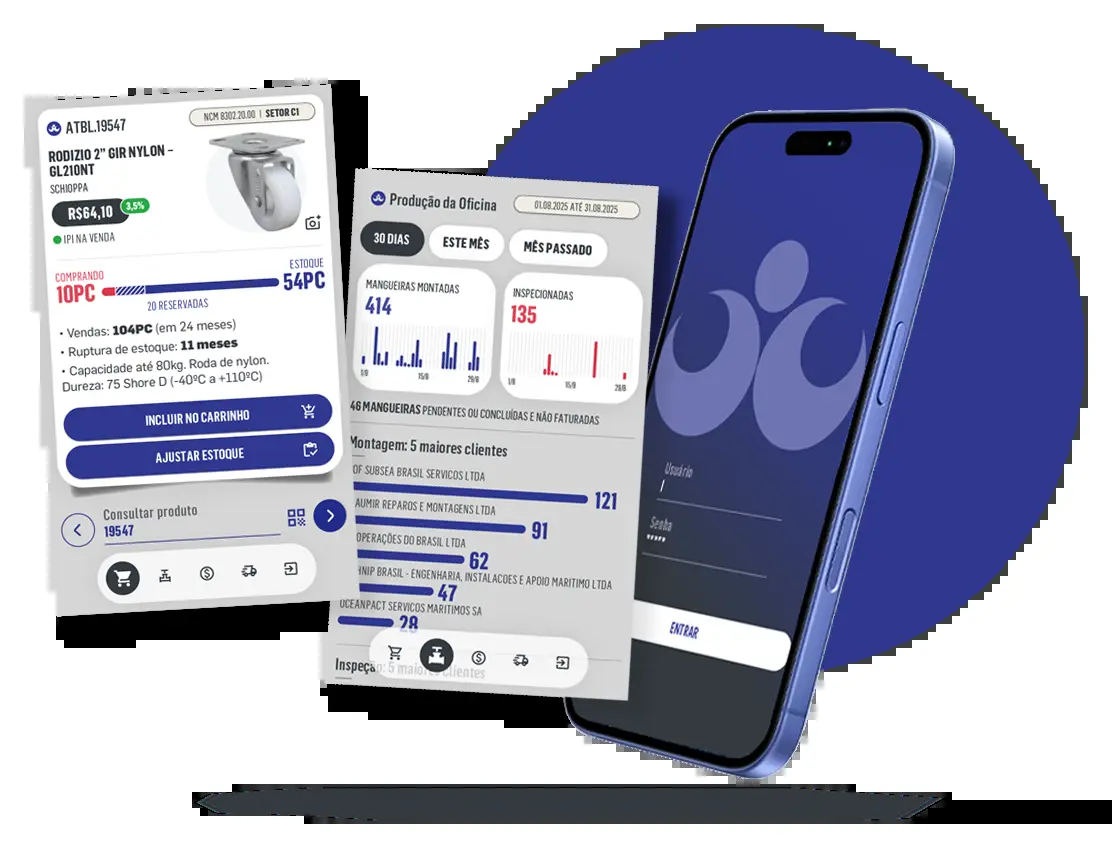 ATBL.19547
NCM 8302.20.00 | SETOR C1
RODIZIO 2” GIR NYLON –
GL210NT
SCHIOPPA
R$64,10
3,5%
IPI NA VENDA
COMPRANDO
10PC
ESTOQUE
54PC
20 RESERVADAS
• Vendas: 104PC (em 24 meses)
• Ruptura de estoque: 11 meses
• Capacidade até 80kg. Roda de nylon.
Dureza: 75 Shore D (-40ºC a +110ºC)
INCLUIR NO CARRINHO
AJUSTAR ESTOQUE
Consultar produto
19547
Produção da Oficina
01.08.2025 ATÉ 31.08.2025
30 DIAS
ESTE MÊS
MÊS PASSADO
MANGUEIRAS MONTADAS
414
1/8 15/8 29/8
INSPECIONADAS
135
1/8 15/8 29/8
46 MANGUEIRAS PENDENTES OU CONCLUÍDAS E NÃO FATURADAS
Montagem: 5 maiores clientes
OF SUBSEA BRASIL SERVICOS LTDA
121
AUMIR REPAROS E MONTAGENS LTDA
91
OPERAÇÕES DO BRASIL LTDA
62
HNIP BRASIL - ENGENHARIA, INSTALACOES E APOIO MARITIMO LTDA
47
OCEANPACT SERVICOS MARITIMOS SA
28
Inspeção: 5 maiores clientes
Usuário
Senha
ENTRAR